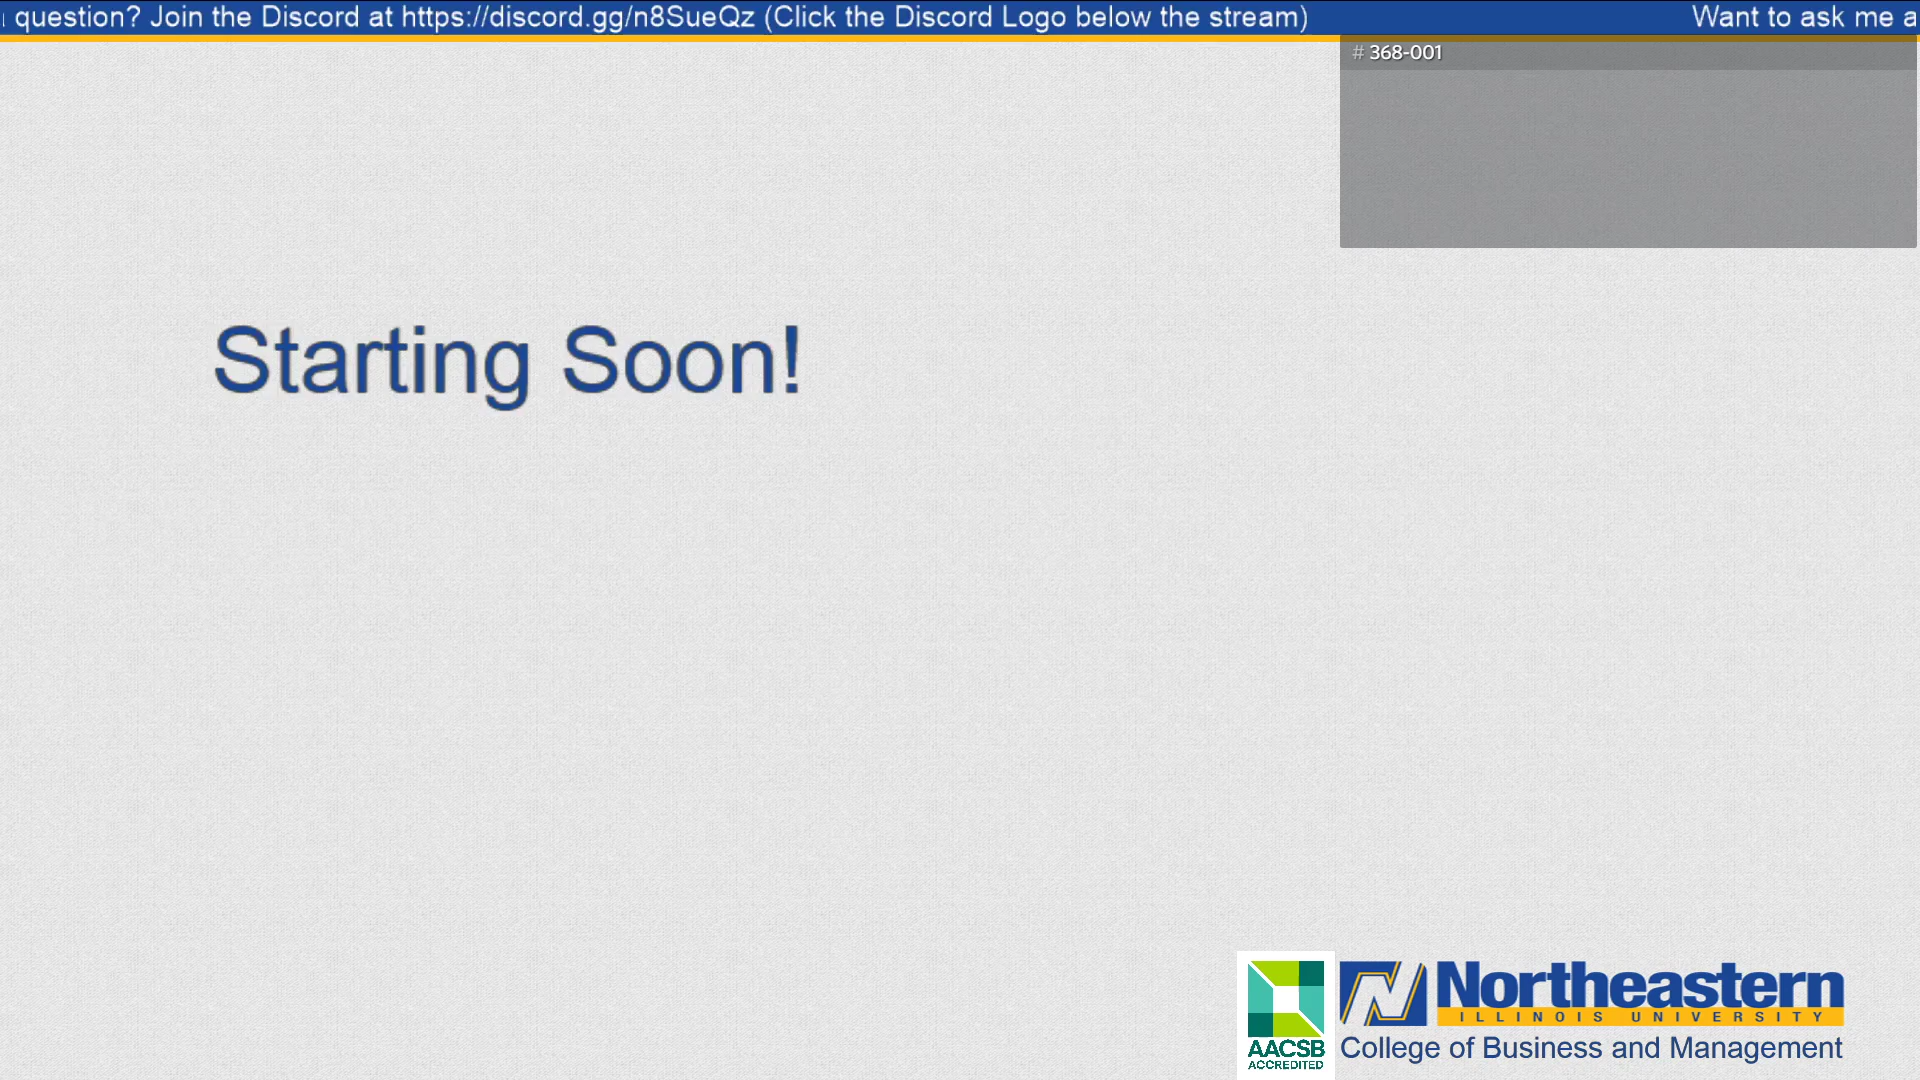 question? Join the Discord at https://discord.gg/n8SueQz (Click the Discord Logo below the stream) Want to ask me a
# 368-001
Starting Soon!
AACSB
ACCREDITED
Northeastern
ILLINOIS UNIVERSITY
College of Business and Management